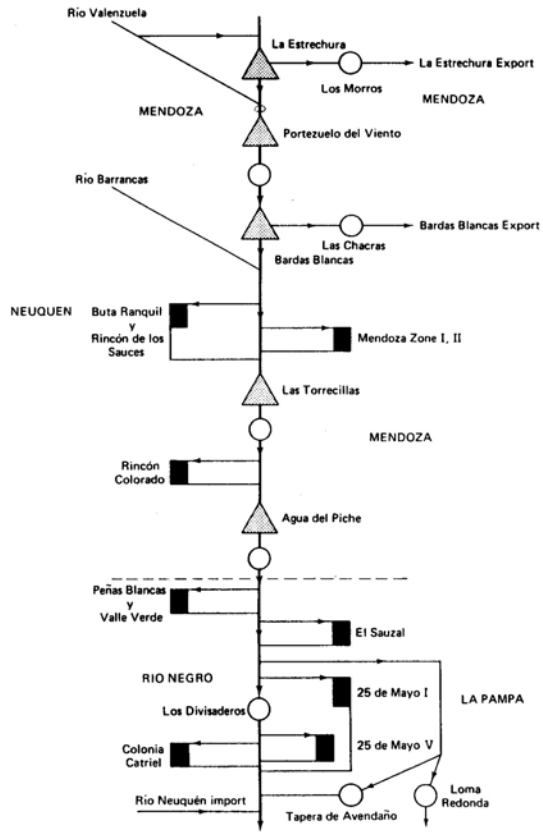 Rio Valenzuela
La Estrechura
La Estrechura Export
Los Morros
MENDOZA
MENDOZA
Portezuelo del Viento
Rio Barrancas
Bardas Blancas Export
Las Chacras
Bardas Blancas
NEUQUEN
Buta Ranquil
y
Rincón de los
Sauces
Mendoza Zone I, II
Las Torrecillas
MENDOZA
Rincón
Colorado
Agua del Piche
Peñas Blancas
y
Valle Verde
El Sauzal
RIO NEGRO
25 de Mayo I
LA PAMPA
Los Divisaderos
Colonia
Catriel
25 de Mayo V
Rio Neuquén import
Tapera de Avendaño
Loma
Redonda